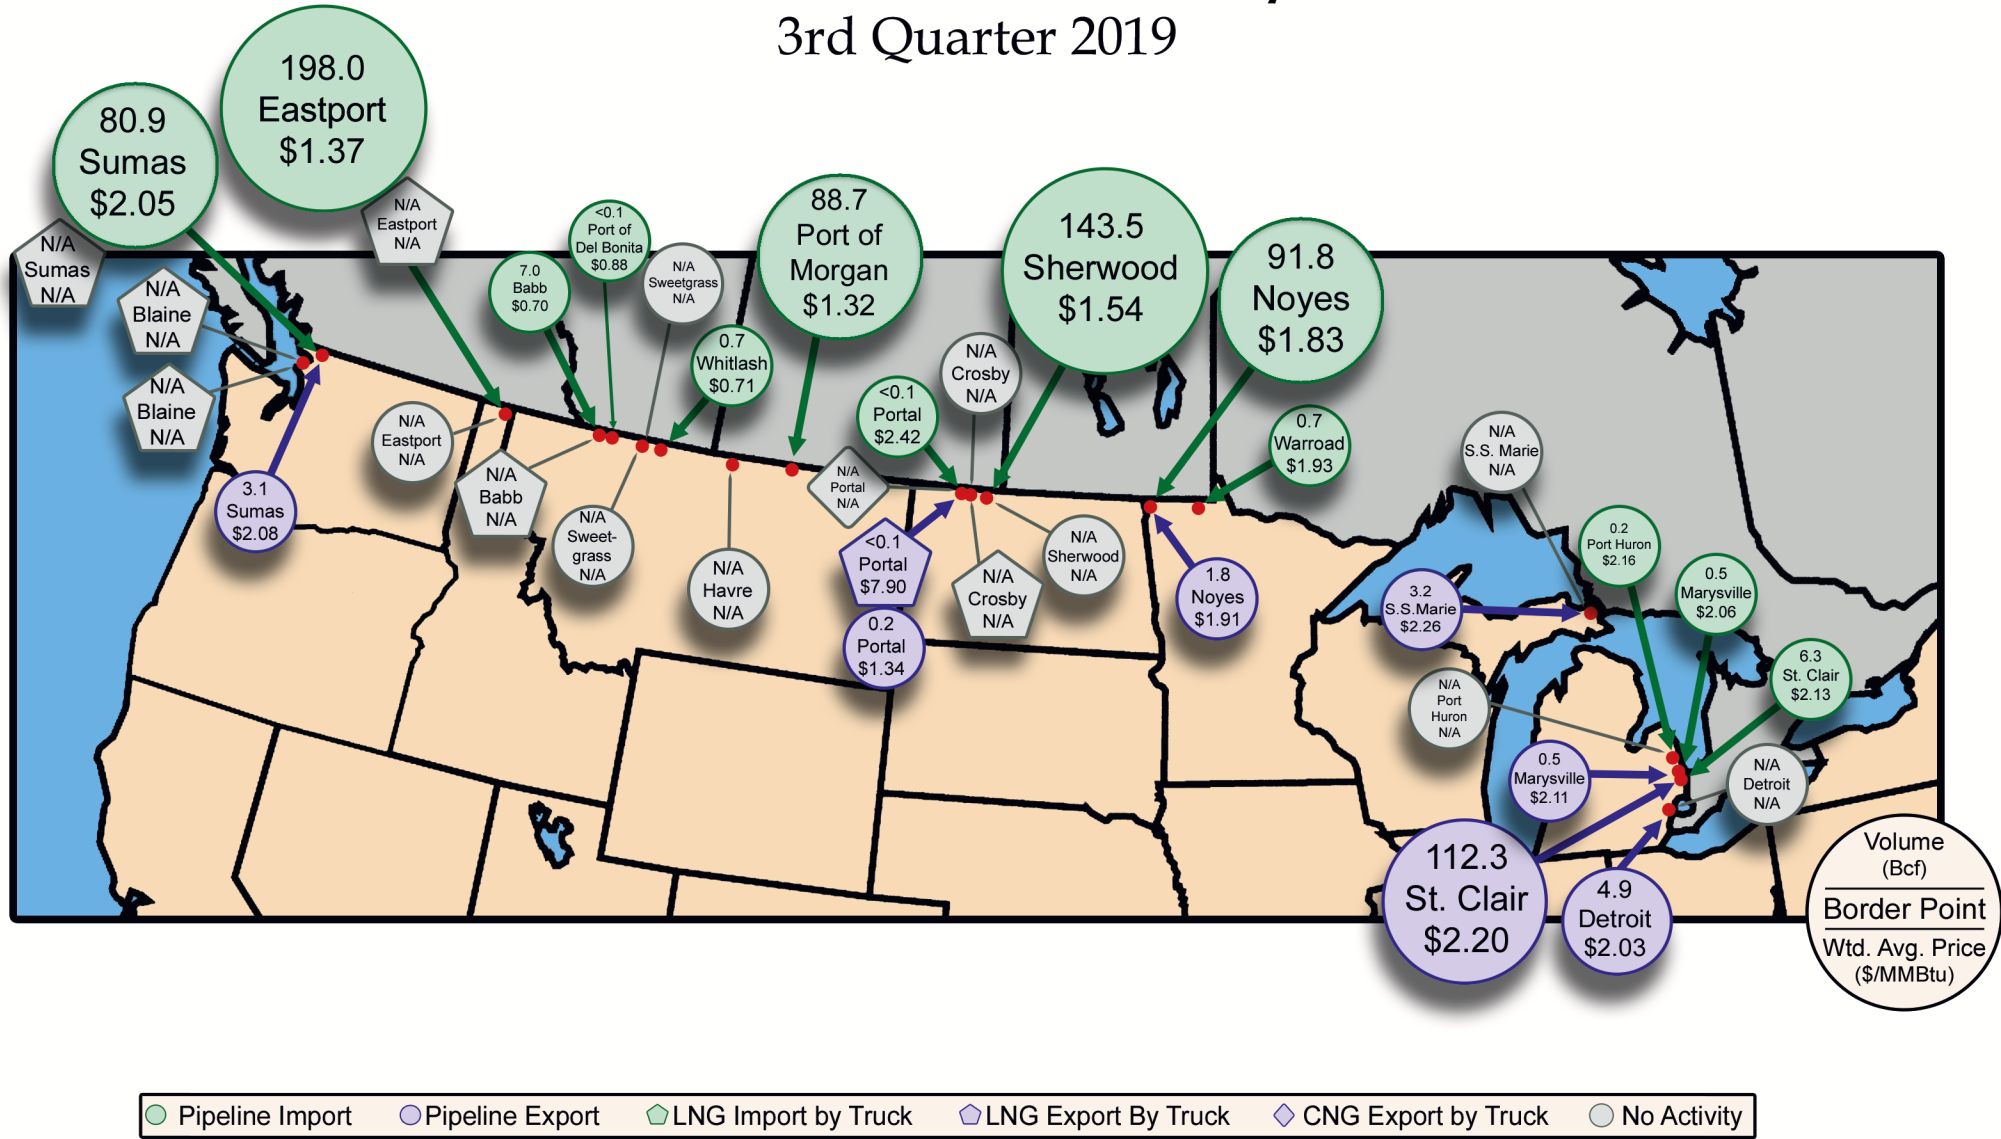 3rd Quarter 2019
198.0
Eastport
$1.37
80.9
Sumas
$2.05
N/A
Eastport
N/A
<0.1
Port of
Del Bonita
$0.88
88.7
Port of
Morgan
$1.32
143.5
Sherwood
$1.54
91.8
Noyes
$1.83
N/A
Sumas
N/A
N/A
Blaine
N/A
7.0
Babb
$0.70
N/A
Sweetgrass
N/A
0.7
Whitlash
$0.71
N/A
Crosby
N/A
<0.1
Portal
$2.42
N/A
Blaine
N/A
N/A
Eastport
N/A
0.7
Warroad
$1.93
N/A
S.S. Marie
N/A
N/A
Babb
N/A
N/A
Portal
N/A
3.1
Sumas
$2.08
N/A
Sweet-
grass
N/A
N/A
Havre
N/A
<0.1
Portal
$7.90
N/A
Crosby
N/A
N/A
Sherwood
N/A
1.8
Noyes
$1.91
0.2
Portal
$1.34
3.2
S.S.Marie
$2.26
0.2
Port Huron
$2.16
0.5
Marysville
$2.06
6.3
St. Clair
$2.13
N/A
Port
Huron
N/A
0.5
Marysville
$2.11
N/A
Detroit
N/A
112.3
St. Clair
$2.20
4.9
Detroit
$2.03
Volume
(Bcf)
Border Point
Wtd. Avg. Price
($/MMBtu)
Pipeline Import
Pipeline Export
LNG Import by Truck
LNG Export By Truck
CNG Export by Truck
No Activity